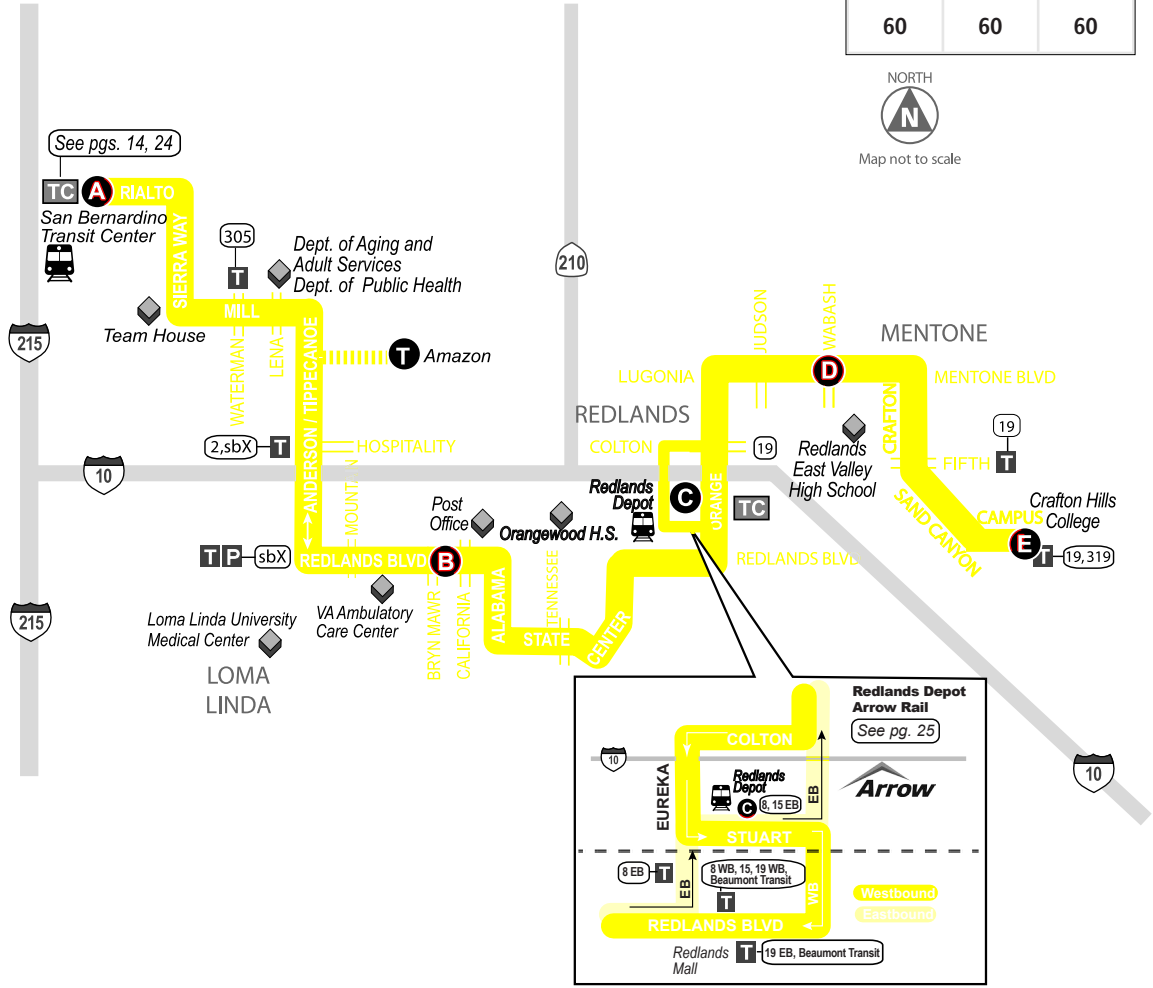 60 60 60
NORTH
N
Map not to scale
See pgs. 14, 24
TC A RIALTO
San Bernardino
Transit Center
SIERRA WAY
305
T
Dept. of Aging and
Adult Services
Dept. of Public Health
210
215
Team House
MILL
WATERMAN
LENA
ANDERSON / TIPPECANOE
T Amazon
JUDSON
WABASH
MENTONE
LUGONIA
D
MENTONE BLVD
REDLANDS
CRAFTON
2,sbX T
HOSPITALITY
COLTON
19
Redlands
East Valley
High School
19
T
FIFTH
10
MOUNTAIN
Post
Office
Redlands
Depot
C
ORANGE
TC
SAND CANYON
CAMPUS
Crafton Hills
College
Orangewood H.S.
E
T 19,319
T P sbX
REDLANDS BLVD B
TENNESSEE
REDLANDS BLVD
215
Loma Linda University
Medical Center
VA Ambulatory
Care Center
BRYN MAWR
CALIFORNIA
ALABAMA
STATE
CENTER
LOMA
LINDA
Redlands Depot
Arrow Rail
See pg. 25
COLTON
10
10
EUREKA
Redlands
Depot
C 8, 15 EB
EB
Arrow
STUART
8 EB T
EB
8 WB, 15, 19 WB,
Beaumont Transit
T
WB
Westbound
Eastbound
REDLANDS BLVD
Redlands
Mall
T 19 EB, Beaumont Transit